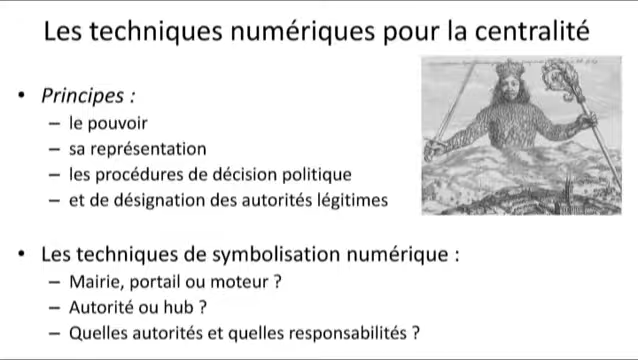 Les techniques numériques pour la centralité
• Principes :
– le pouvoir
– sa représentation
– les procédures de décision politique
– et de désignation des autorités légitimes
• Les techniques de symbolisation numérique :
– Mairie, portail ou moteur ?
– Autorité ou hub ?
– Quelles autorités et quelles responsabilités ?